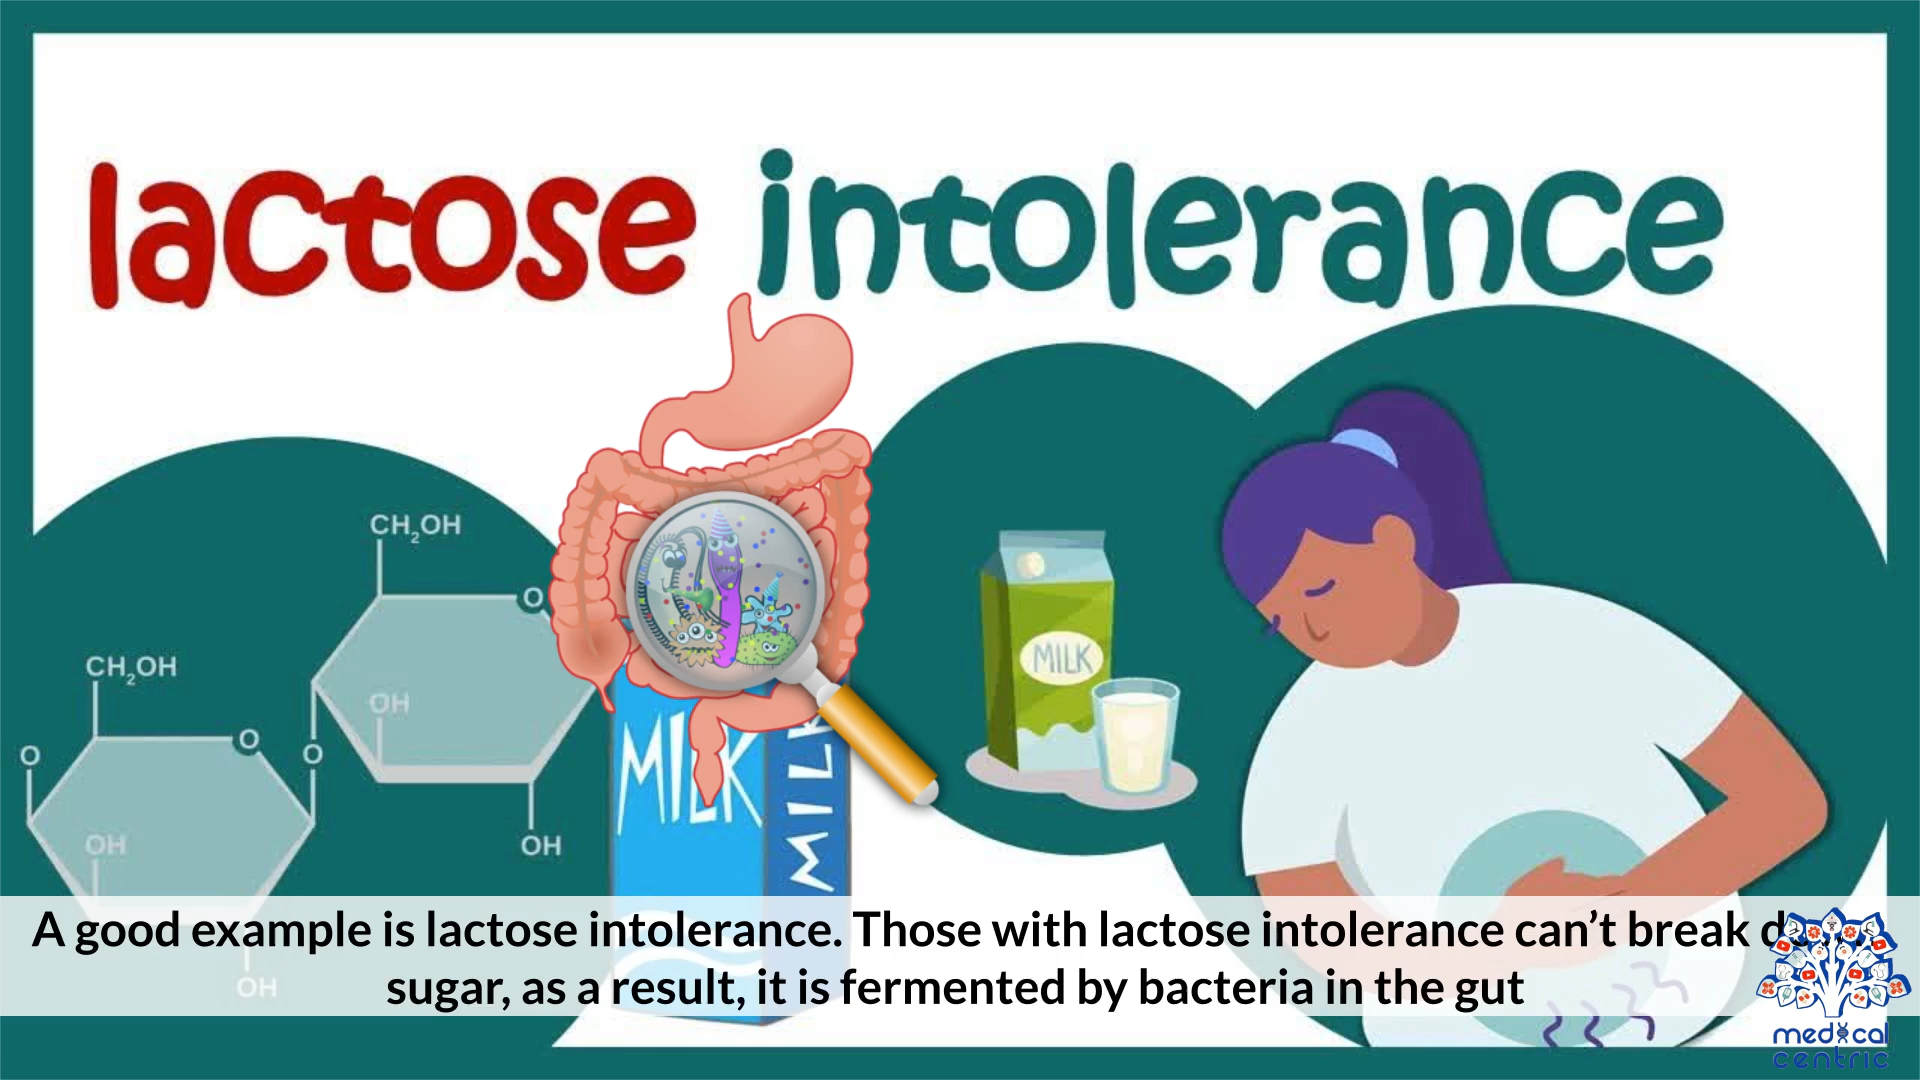 lactose intolerance
CH2OH
O
CH2OH
OH
O
O
O
OH
OH
OH
MILK
MILK
MILK
A good example is lactose intolerance. Those with lactose intolerance can’t break
sugar, as a result, it is fermented by bacteria in the gut
medical
centric